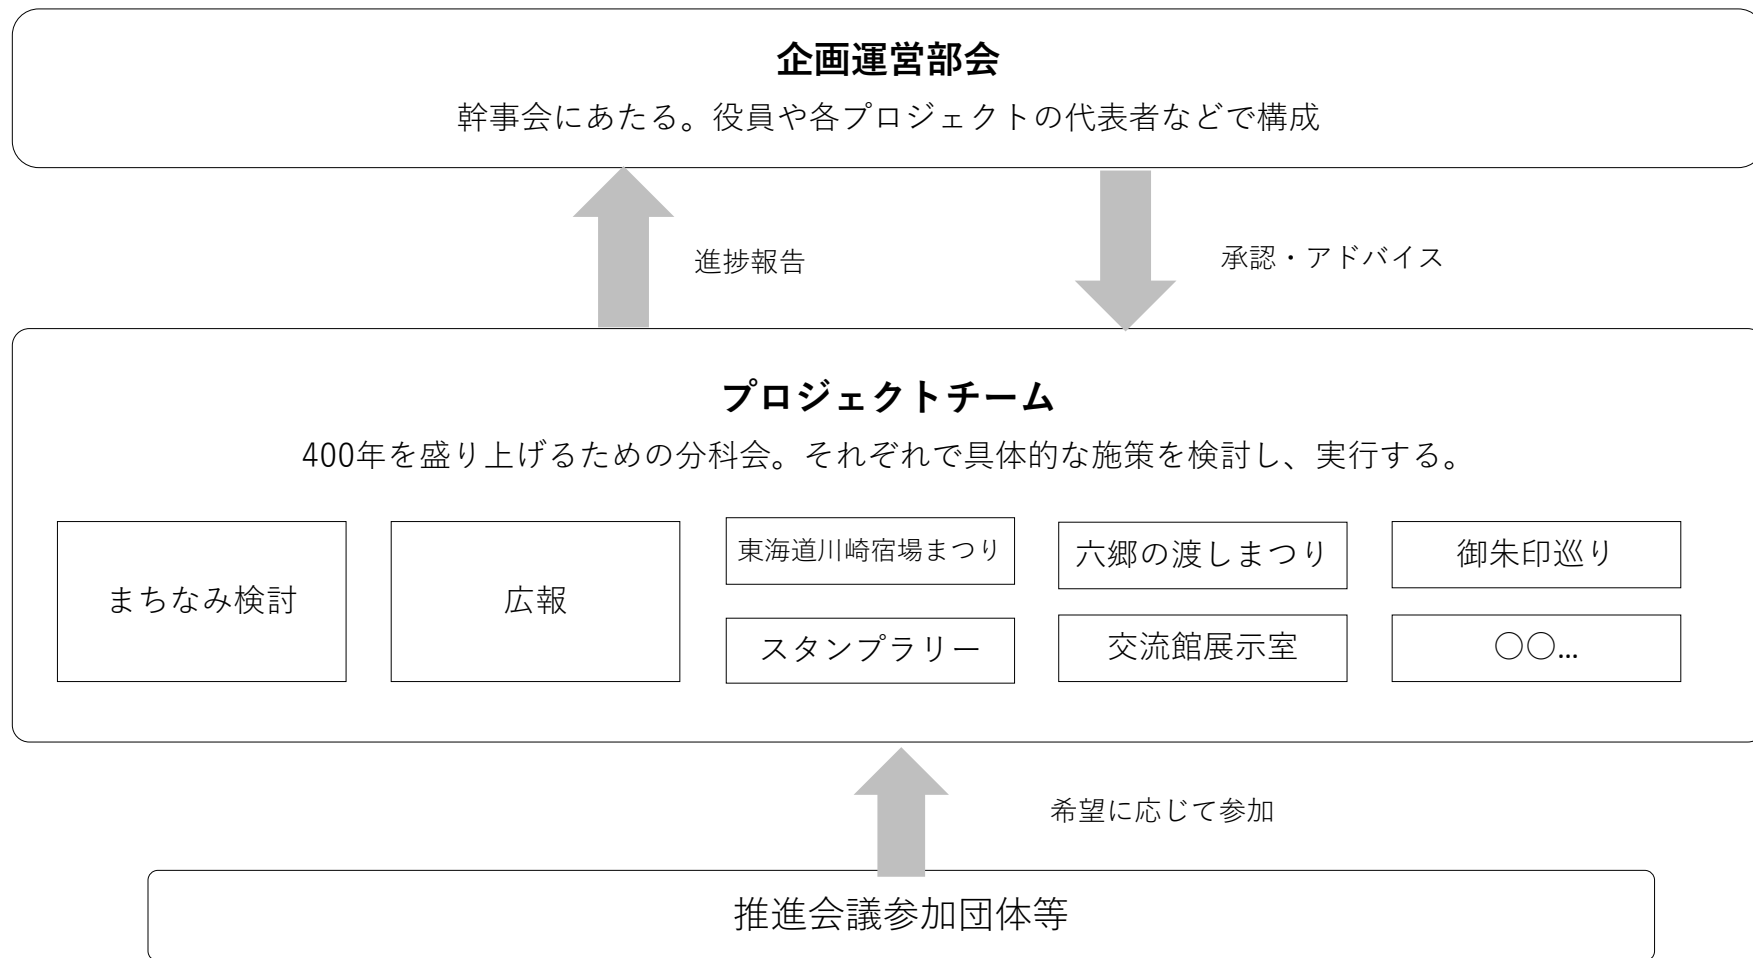 企画運営部会
幹事会にあたる。役員や各プロジェクトの代表者などで構成
進捗報告
承認・アドバイス
プロジェクトチーム
400年を盛り上げるための分科会。それぞれで具体的な施策を検討し、実行する。
まちなみ検討
広報
東海道川崎宿場まつり
六郷の渡しまつり
御朱印巡り
スタンプラリー
交流館展示室
〇〇…
希望に応じて参加
推進会議参加団体等